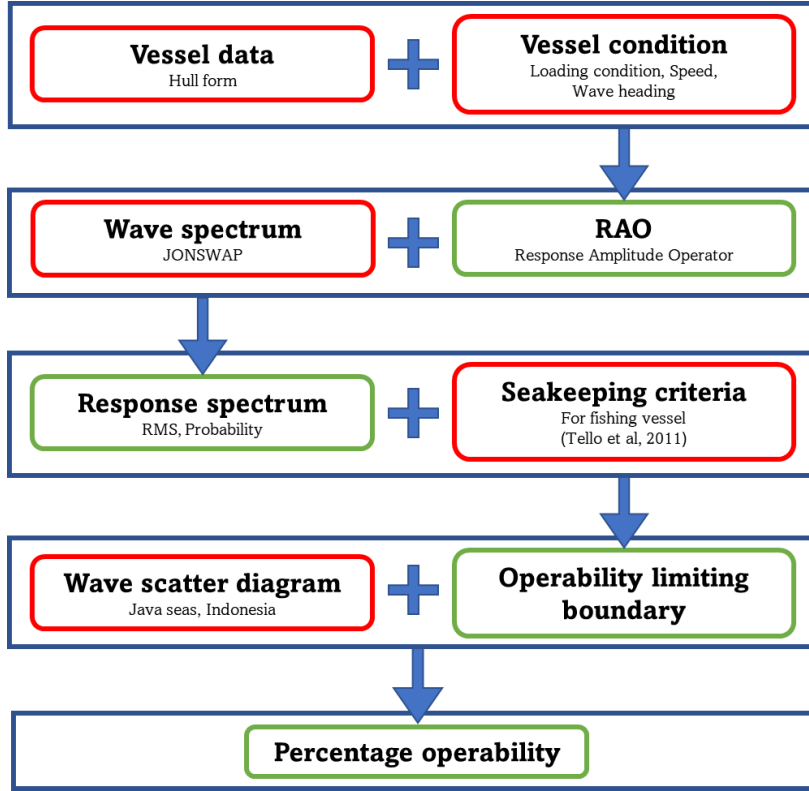 Vessel data
Hull form
Vessel condition
Loading condition, Speed,
Wave heading
Wave spectrum
JONSWAP
RAO
Response Amplitude Operator
Response spectrum
RMS, Probability
Seakeeping criteria
For fishing vessel
(Tello et al, 2011)
Wave scatter diagram
Java seas, Indonesia
Operability limiting
boundary
Percentage operability